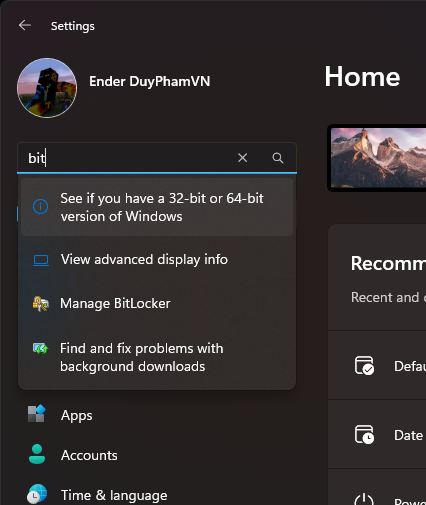 Settings
Ender DuyPhamVN
Home
bit
See if you have a 32-bit or 64-bit
version of Windows
View advanced display info
Manage BitLocker
Find and fix problems with
background downloads
Recomm
Recent and
Apps
Defau
Accounts
Date
Time & language
Powe